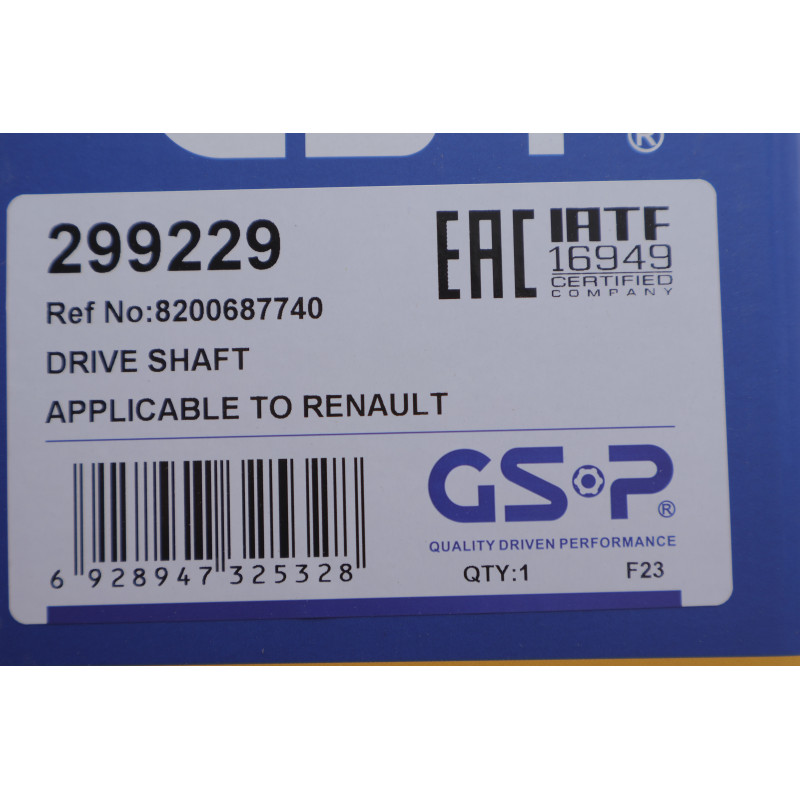 ®
299229
EAC
IATF
16949
CERTIFIED
COMPANY
Ref No:8200687740
DRIVE SHAFT
APPLICABLE TO RENAULT
GSP®
QUALITY DRIVEN PERFORMANCE
6 928947 325328
QTY:1
F23